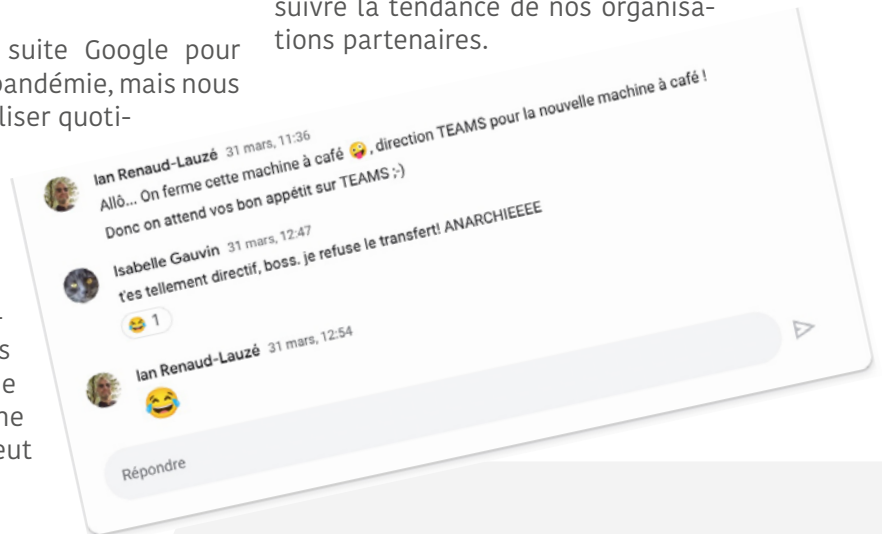 suite Google pour
pandémie, mais nous
liser quoti-
s
e
ne
eut
suivre la tendance de nos organisa-
tions partenaires.
Ian Renaud-Lauzé 31 mars, 11:36
Allô... On ferme cette machine à café 🤪, direction TEAMS pour la nouvelle machine à café !
Donc on attend vos bon appétit sur TEAMS ;-)
Isabelle Gauvin 31 mars, 12:47
t'es tellement directif, boss. je refuse le transfert! ANARCHIEEEE
😂 1
Ian Renaud-Lauzé 31 mars, 12:54
😂
Répondre